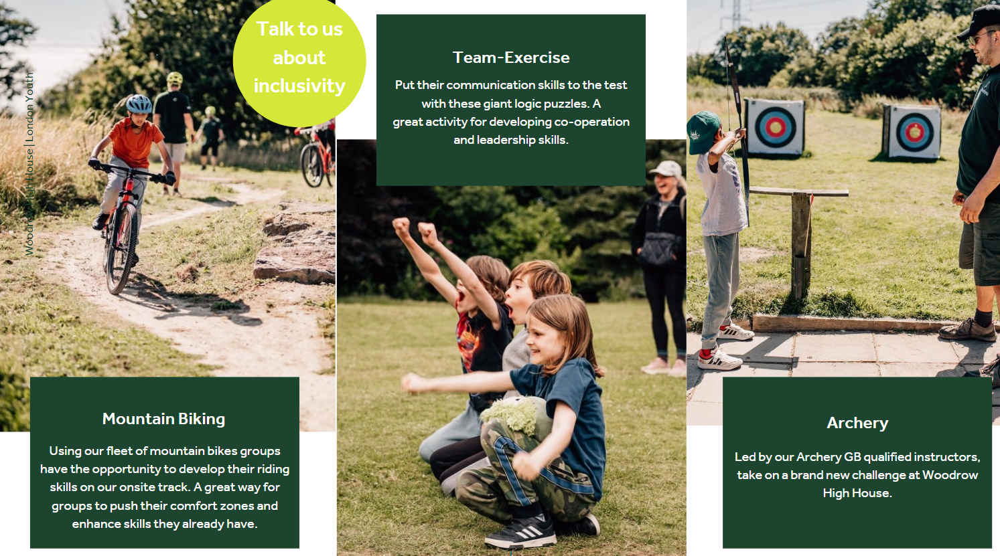 Talk to us
about
inclusivity
Woodrow High House | London Youth
Team-Exercise
Put their communication skills to the test
with these giant logic puzzles. A
great activity for developing co-operation
and leadership skills.
Mountain Biking
Using our fleet of mountain bikes groups
have the opportunity to develop their riding
skills on our onsite track. A great way for
groups to push their comfort zones and
enhance skills they already have.
Archery
Led by our Archery GB qualified instructors,
take on a brand new challenge at Woodrow
High House.